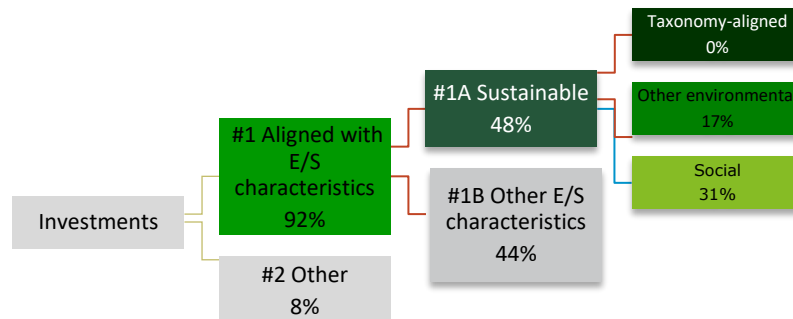 Investments
#1 Aligned with
E/S
characteristics
92%
#2 Other
8%
#1A Sustainable
48%
#1B Other E/S
characteristics
44%
Taxonomy-aligned
0%
Other environmenta
17%
Social
31%